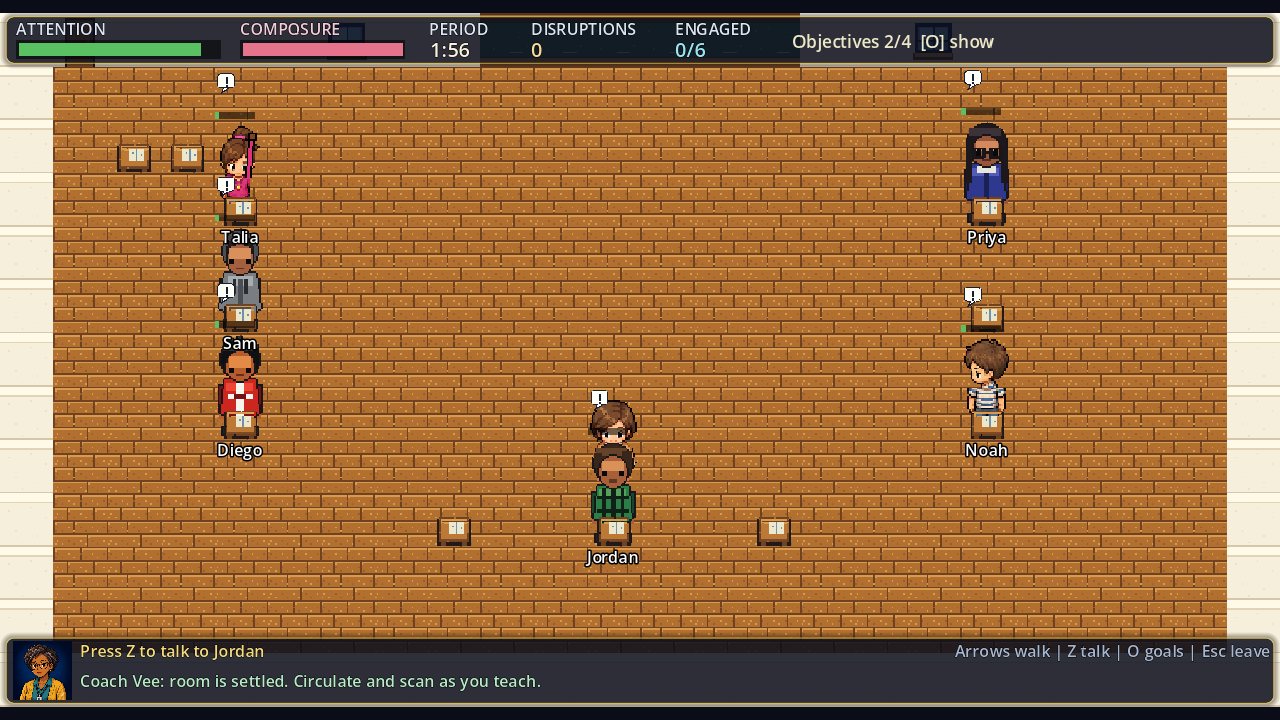 ATTENTION
COMPOSURE
PERIOD
DISRUPTIONS
ENGAGED
1:56
0
0/6
Objectives 2/4 [O] show
!
!
!
Talia
Priya
!
!
Sam
!
Diego
Noah
Jordan
Press Z to talk to Jordan
Arrows walk | Z talk | O goals | Esc leave
Coach Vee: room is settled. Circulate and scan as you teach.